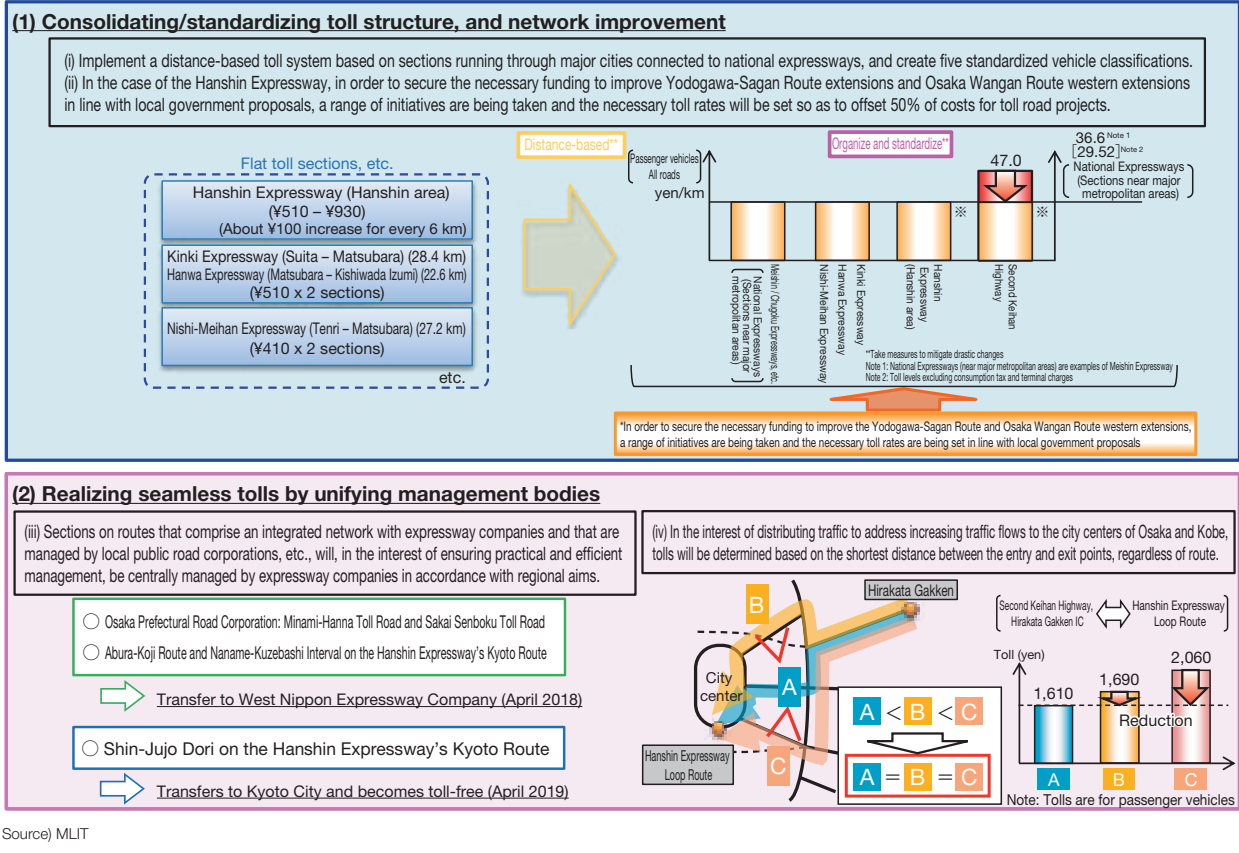 (1) Consolidating/standardizing toll structure, and network improvement
(i) Implement a distance-based toll system based on sections running through major cities connected to national expressways, and create five standardized vehicle classifications.
(ii) In the case of the Hanshin Expressway, in order to secure the necessary funding to improve Yodogawa-Sagan Route extensions and Osaka Wangan Route western extensions
in line with local government proposals, a range of initiatives are being taken and the necessary toll rates will be set so as to offset 50% of costs for toll road projects.
Flat toll sections, etc.
Hanshin Expressway (Hanshin area)
(¥510 – ¥930)
(About ¥100 increase for every 6 km)
Kinki Expressway (Suita – Matsubara) (28.4 km)
Hanwa Expressway (Matsubara – Kishiwada Izumi) (22.6 km)
(¥510 x 2 sections)
Nishi-Meihan Expressway (Tenri – Matsubara) (27.2 km)
(¥410 x 2 sections)
etc.
Distance-based**
Organize and standardize**
Passenger vehicles
All roads
yen/km
47.0
36.6 Note 1
[29.52] Note 2
National Expressways
(Sections near major
metropolitan areas)
※
※
Meishin / Chugoku Expressways, etc.
National Expressways
(Sections near major
metropolitan areas)
Kinki Expressway
Hanwa Expressway
Nishi-Meihan Expressway
Hanshin
Expressway
(Hanshin area)
Second Keihan
Highway
**Take measures to mitigate drastic changes
Note 1: National Expressways (near major metropolitan areas) are examples of Meishin Expressway
Note 2: Toll levels excluding consumption tax and terminal charges
*In order to secure the necessary funding to improve the Yodogawa-Sagan Route and Osaka Wangan Route western extensions,
a range of initiatives are being taken and the necessary toll rates are being set in line with local government proposals
(2) Realizing seamless tolls by unifying management bodies
(iii) Sections on routes that comprise an integrated network with expressway companies and that are
managed by local public road corporations, etc., will, in the interest of ensuring practical and efficient
management, be centrally managed by expressway companies in accordance with regional aims.
○ Osaka Prefectural Road Corporation: Minami-Hanna Toll Road and Sakai Senboku Toll Road
○ Abura-Koji Route and Naname-Kuzebashi Interval on the Hanshin Expressway's Kyoto Route
Transfer to West Nippon Expressway Company (April 2018)
○ Shin-Jujo Dori on the Hanshin Expressway's Kyoto Route
Transfers to Kyoto City and becomes toll-free (April 2019)
(iv) In the interest of distributing traffic to address increasing traffic flows to the city centers of Osaka and Kobe,
tolls will be determined based on the shortest distance between the entry and exit points, regardless of route.
Hirakata Gakken
B
A
C
City
center
Hanshin Expressway
Loop Route
A < B < C
A = B = C
Second Keihan Highway,
Hirakata Gakken IC
Hanshin Expressway
Loop Route
Toll (yen)
1,610
1,690
2,060
Reduction
A
B
C
Note: Tolls are for passenger vehicles
Source) MLIT